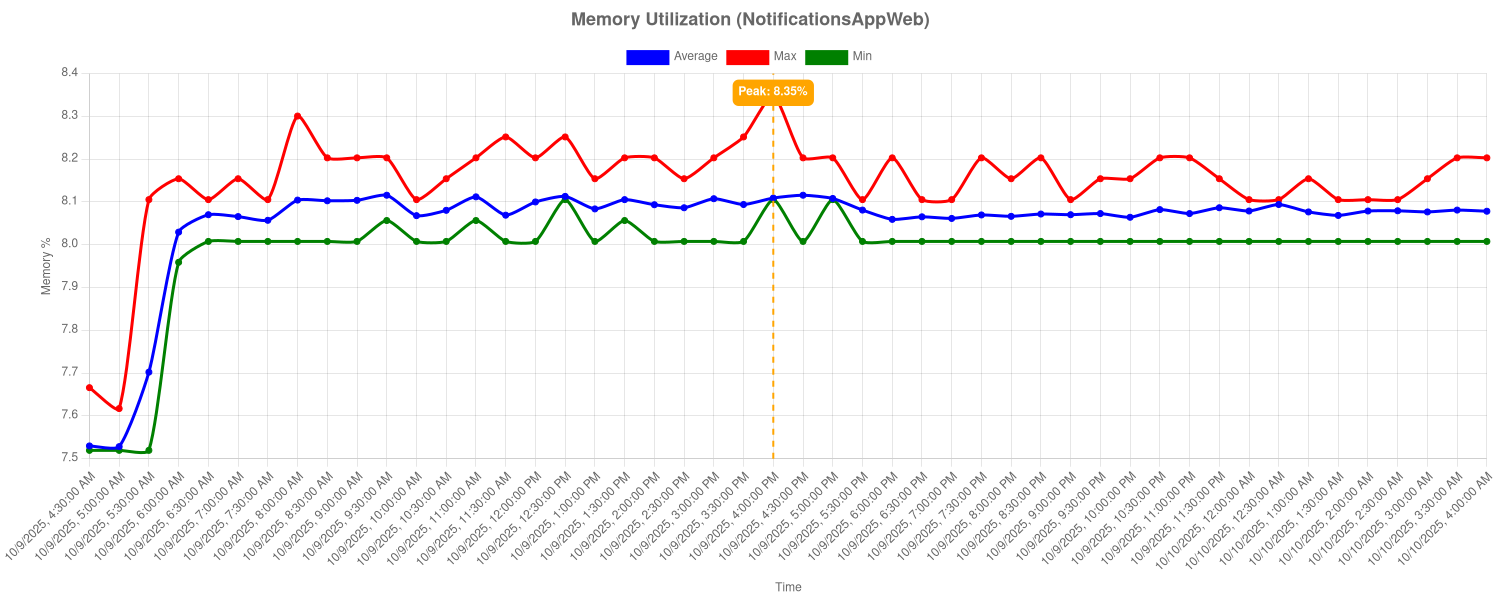 Memory Utilization (NotificationsAppWeb)
Average Max Min
Peak: 8.35%
8.4
8.3
8.2
8.1
8.0
7.9
7.8
7.7
7.6
7.5
Memory %
10/9/2025, 4:30:00 AM
10/9/2025, 5:00:00 AM
10/9/2025, 5:30:00 AM
10/9/2025, 6:00:00 AM
10/9/2025, 6:30:00 AM
10/9/2025, 7:00:00 AM
10/9/2025, 7:30:00 AM
10/9/2025, 8:00:00 AM
10/9/2025, 8:30:00 AM
10/9/2025, 9:00:00 AM
10/9/2025, 9:30:00 AM
10/9/2025, 10:00:00 AM
10/9/2025, 10:30:00 AM
10/9/2025, 11:00:00 AM
10/9/2025, 11:30:00 AM
10/9/2025, 12:00:00 PM
10/9/2025, 12:30:00 PM
10/9/2025, 1:00:00 PM
10/9/2025, 1:30:00 PM
10/9/2025, 2:00:00 PM
10/9/2025, 2:30:00 PM
10/9/2025, 3:00:00 PM
10/9/2025, 3:30:00 PM
10/9/2025, 4:00:00 PM
10/9/2025, 4:30:00 PM
10/9/2025, 5:00:00 PM
10/9/2025, 5:30:00 PM
10/9/2025, 6:00:00 PM
10/9/2025, 6:30:00 PM
10/9/2025, 7:00:00 PM
10/9/2025, 7:30:00 PM
10/9/2025, 8:00:00 PM
10/9/2025, 8:30:00 PM
10/9/2025, 9:00:00 PM
10/9/2025, 9:30:00 PM
10/9/2025, 10:00:00 PM
10/9/2025, 10:30:00 PM
10/9/2025, 11:00:00 PM
10/9/2025, 11:30:00 PM
10/10/2025, 12:00:00 AM
10/10/2025, 12:30:00 AM
10/10/2025, 1:00:00 AM
10/10/2025, 1:30:00 AM
10/10/2025, 2:00:00 AM
10/10/2025, 2:30:00 AM
10/10/2025, 3:00:00 AM
10/10/2025, 3:30:00 AM
10/10/2025, 4:00:00 AM
Time